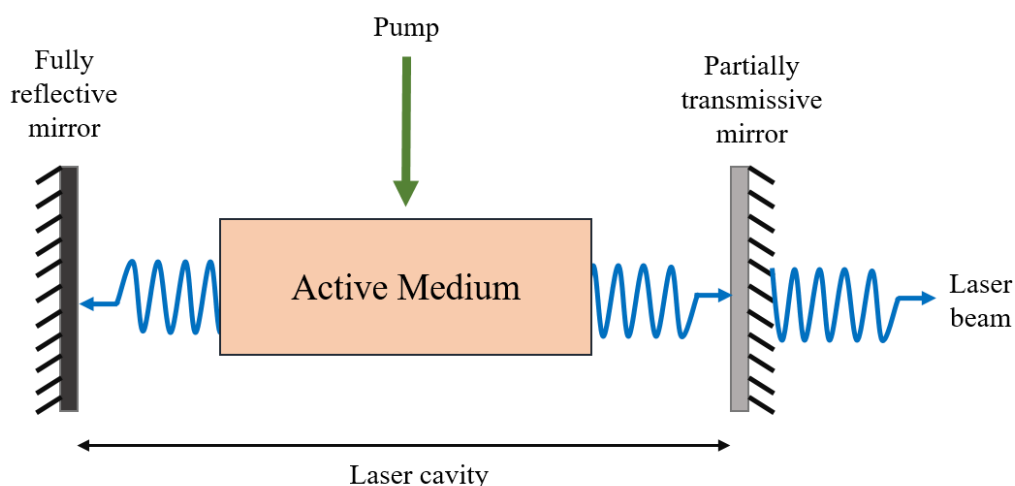 Pump
Fully
reflective
mirror
Partially
transmissive
mirror
Active Medium
Laser
beam
Laser cavity